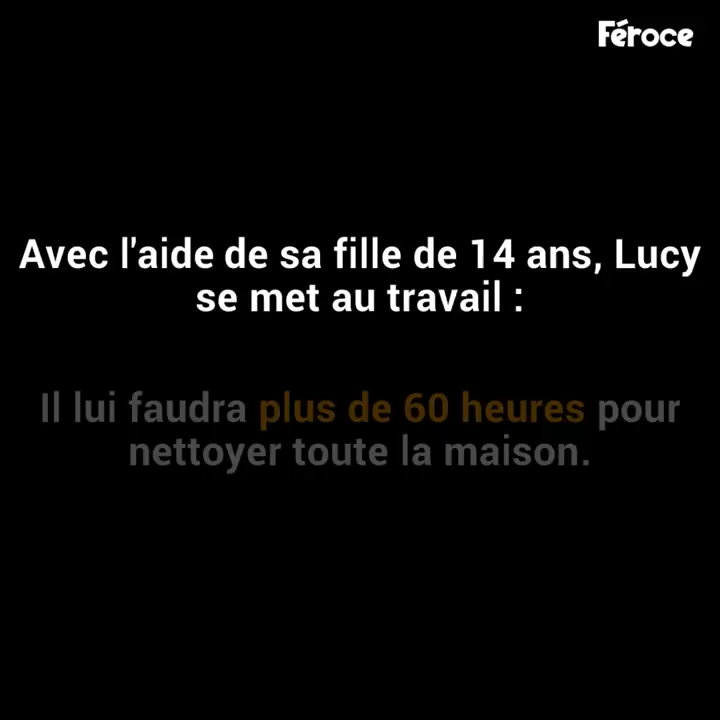 Féroce
Avec l'aide de sa fille de 14 ans, Lucy
se met au travail :
Il lui faudra plus de 60 heures pour
nettoyer toute la maison.